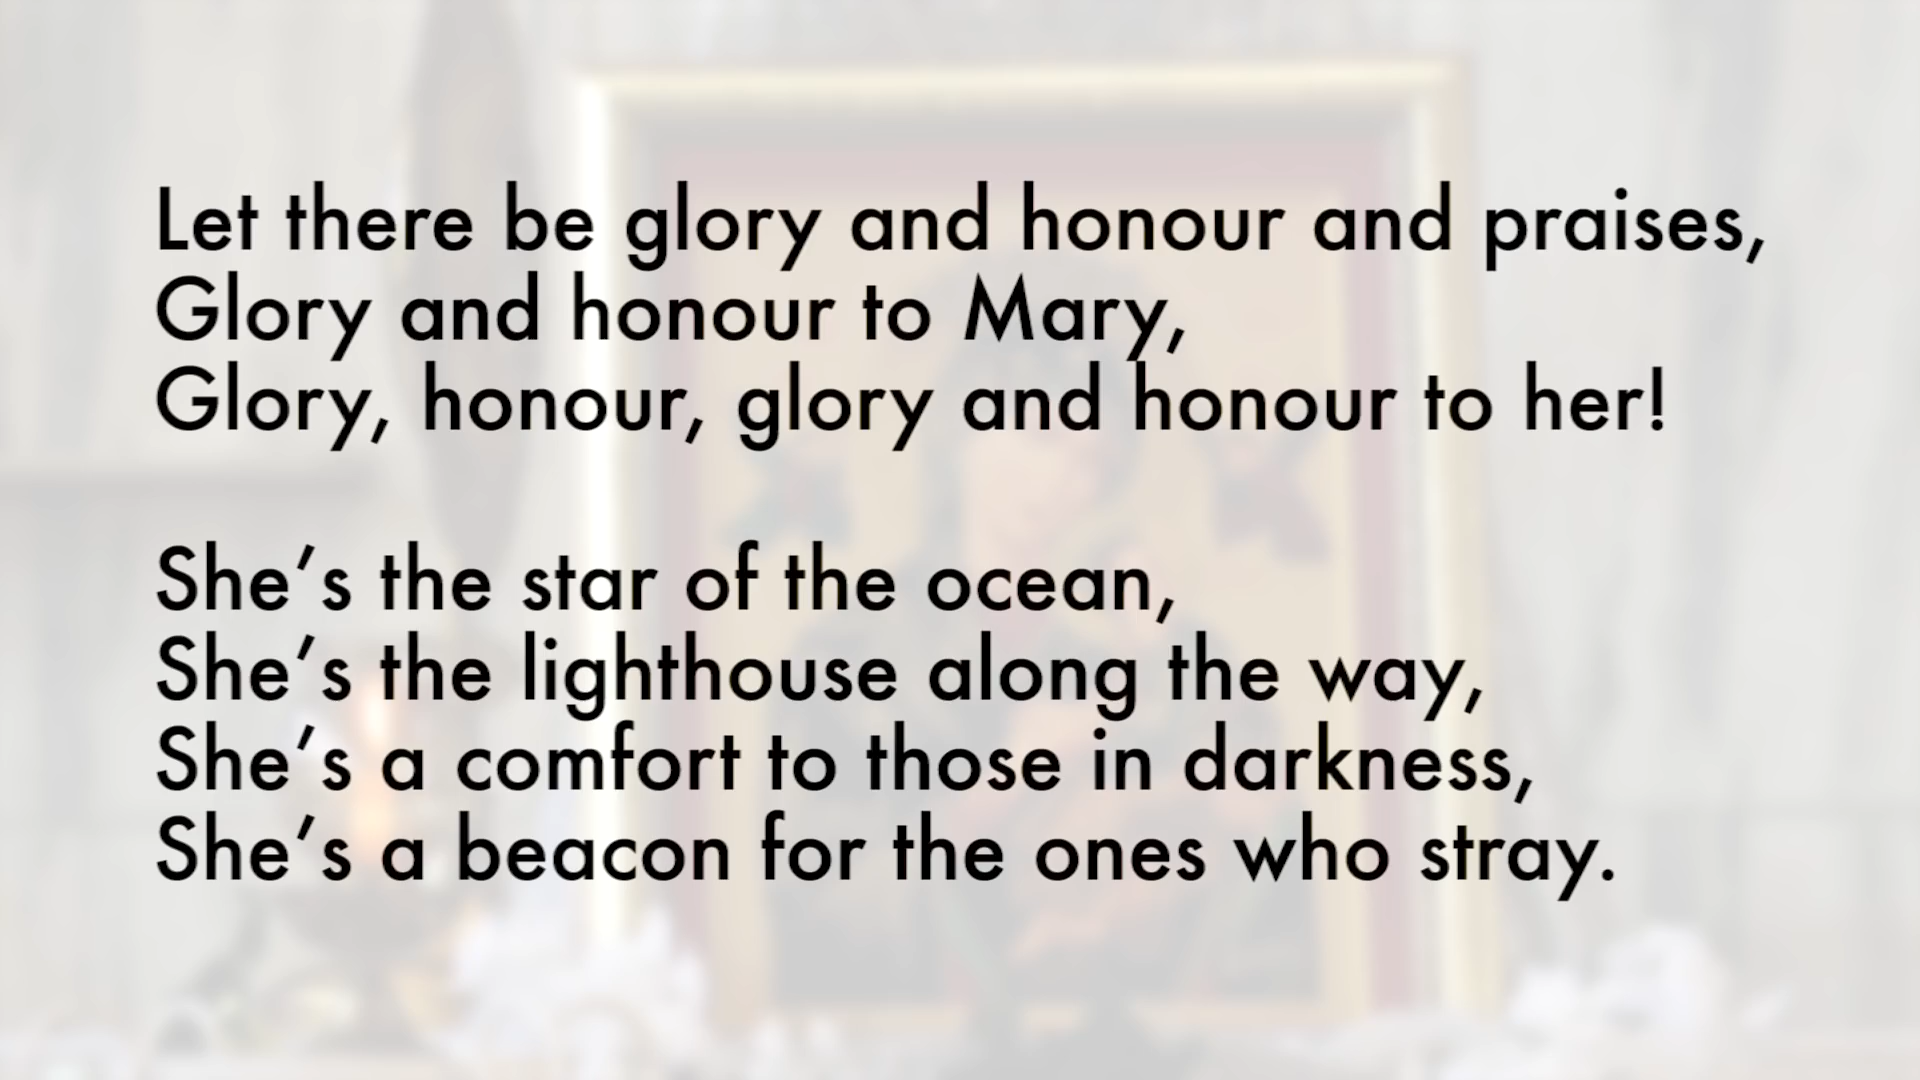 Let there be glory and honour and praises,
Glory and honour to Mary,
Glory, honour, glory and honour to her!
She’s the star of the ocean,
She’s the lighthouse along the way,
She’s a comfort to those in darkness,
She’s a beacon for the ones who stray.